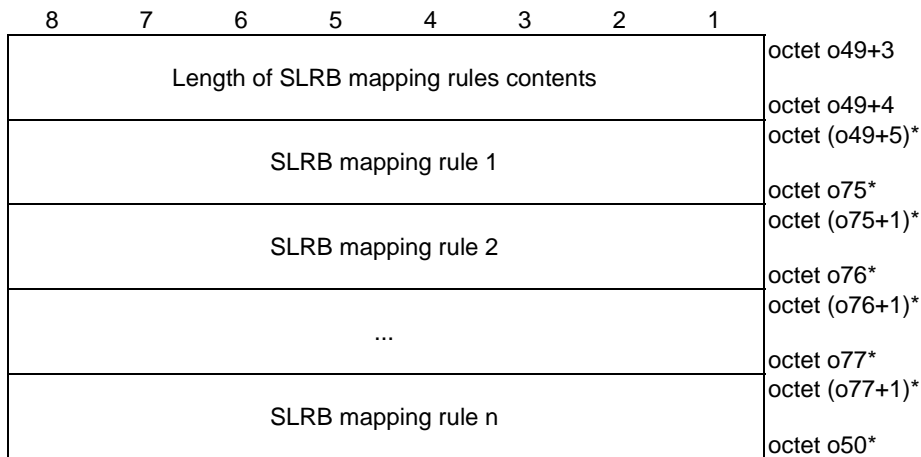 8 7 6 5 4 3 2 1
octet o49+3
Length of SLRB mapping rules contents
octet o49+4
octet (o49+5)*
SLRB mapping rule 1
octet o75*
octet (o75+1)*
SLRB mapping rule 2
octet o76*
octet (o76+1)*
...
octet o77*
octet (o77+1)*
SLRB mapping rule n
octet o50*